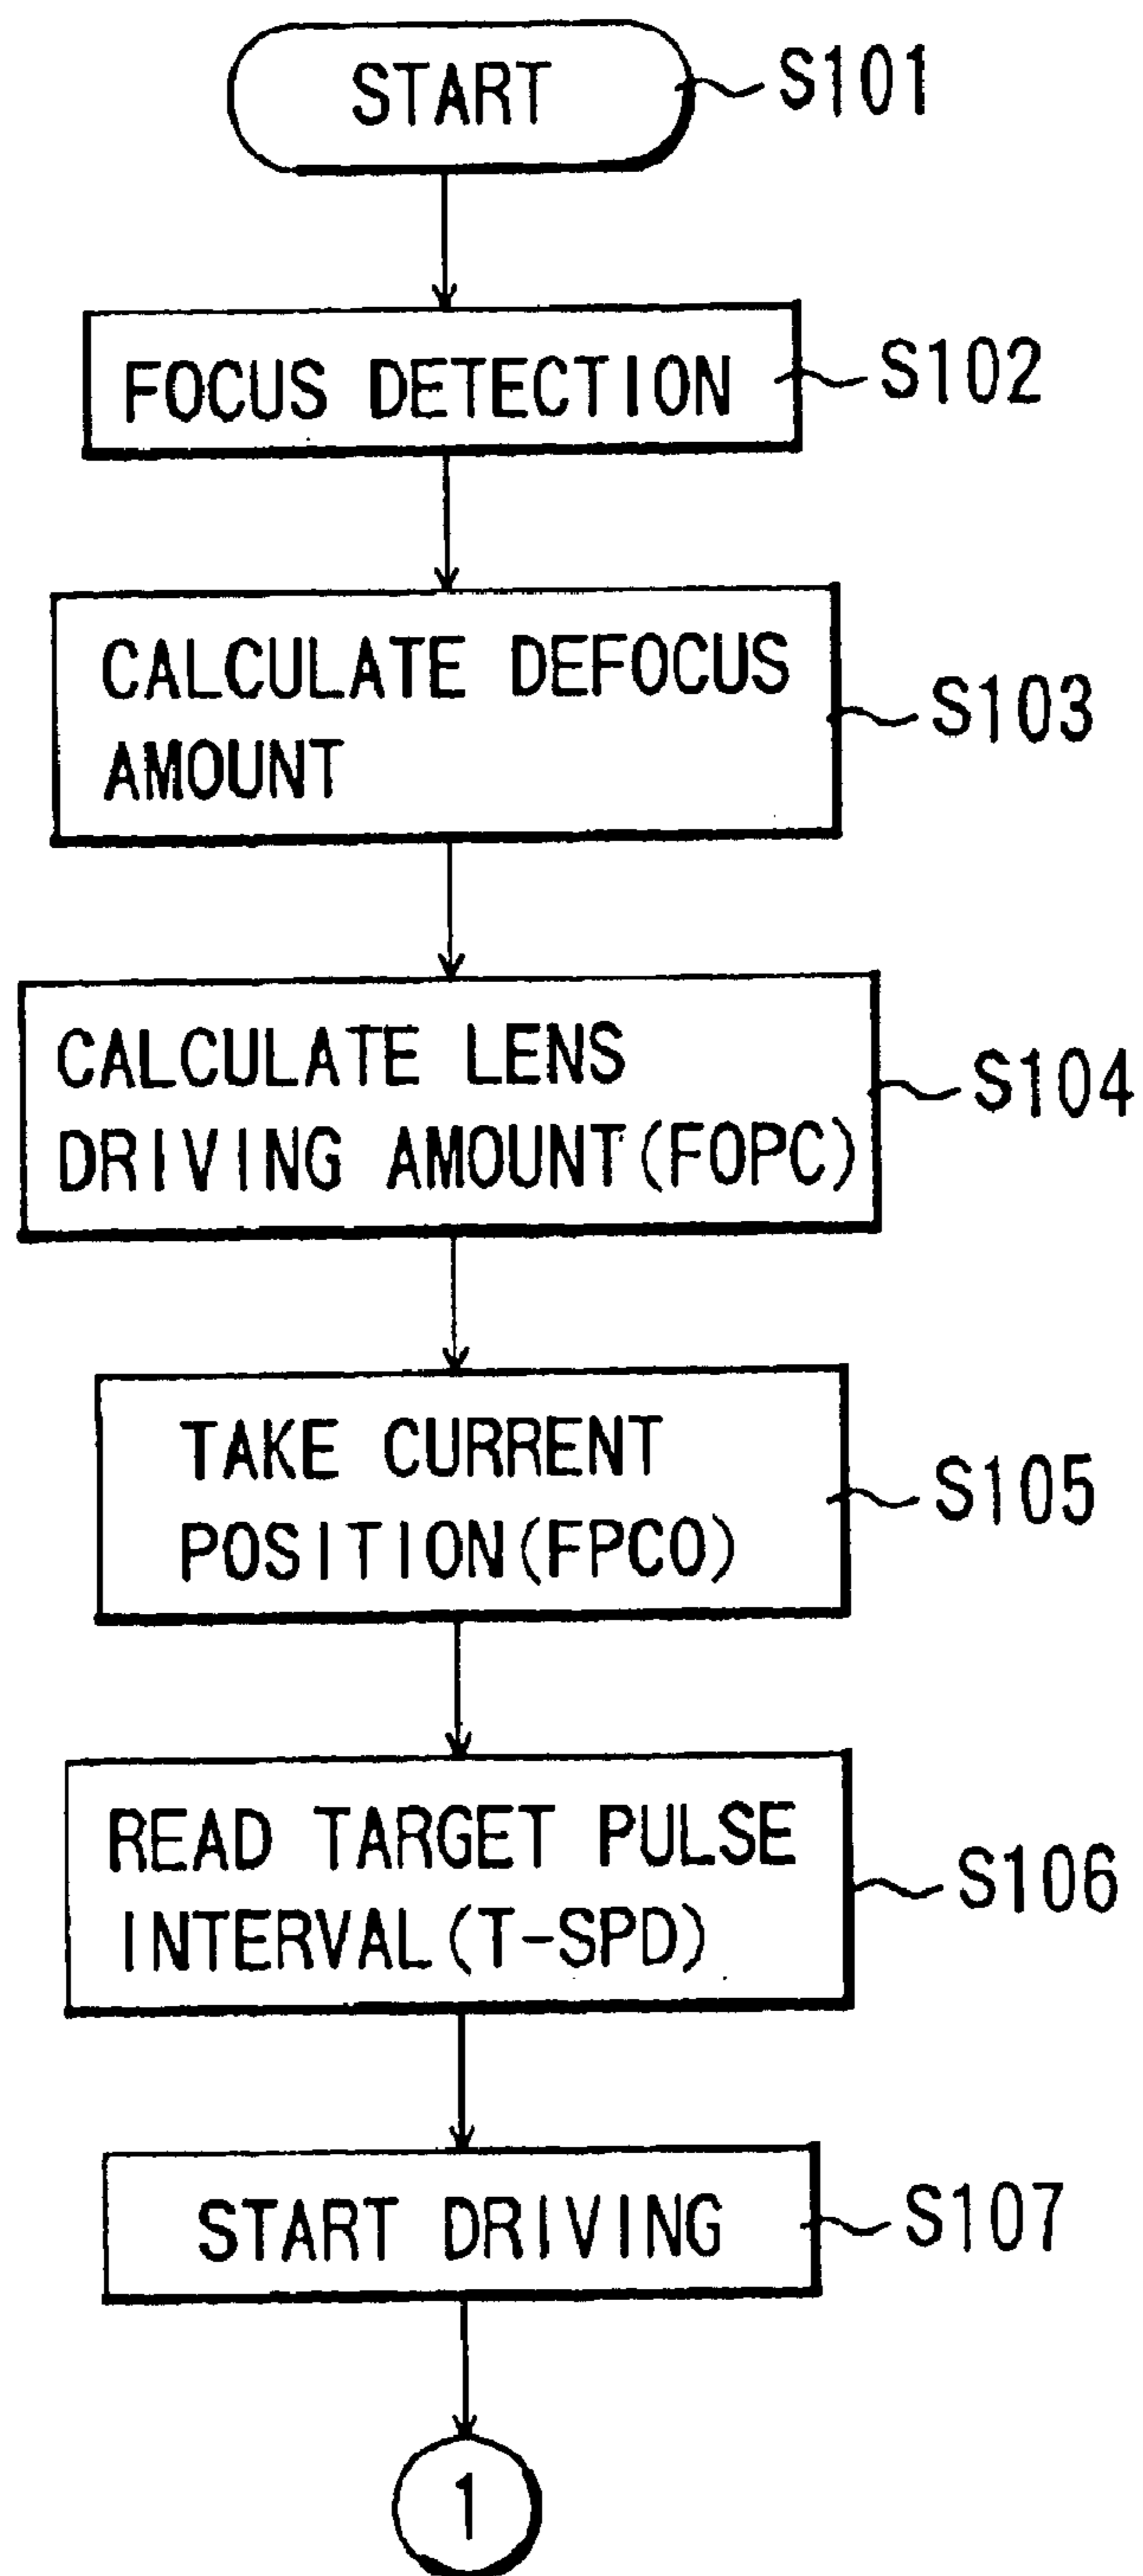 START
S101
FOCUS DETECTION
S102
CALCULATE DEFOCUS
AMOUNT
S103
CALCULATE LENS
DRIVING AMOUNT(FOPC)
S104
TAKE CURRENT
POSITION(FPCO)
S105
READ TARGET PULSE
INTERVAL(T-SPD)
S106
START DRIVING
S107
1